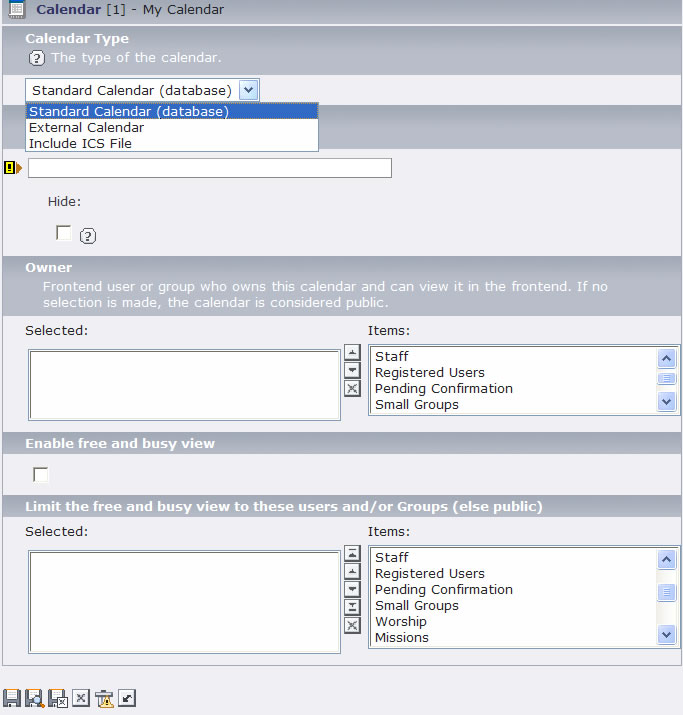 Calendar [1] - My Calendar
Calendar Type
? The type of the calendar.
Standard Calendar (database)
Standard Calendar (database)
External Calendar
Include ICS File
Hide:
?
Owner
Frontend user or group who owns this calendar and can view it in the frontend. If no
selection is made, the calendar is considered public.
Selected:
Items:
Staff
Registered Users
Pending Confirmation
Small Groups
Enable free and busy view
Limit the free and busy view to these users and/or Groups (else public)
Selected:
Items:
Staff
Registered Users
Pending Confirmation
Small Groups
Worship
Missions